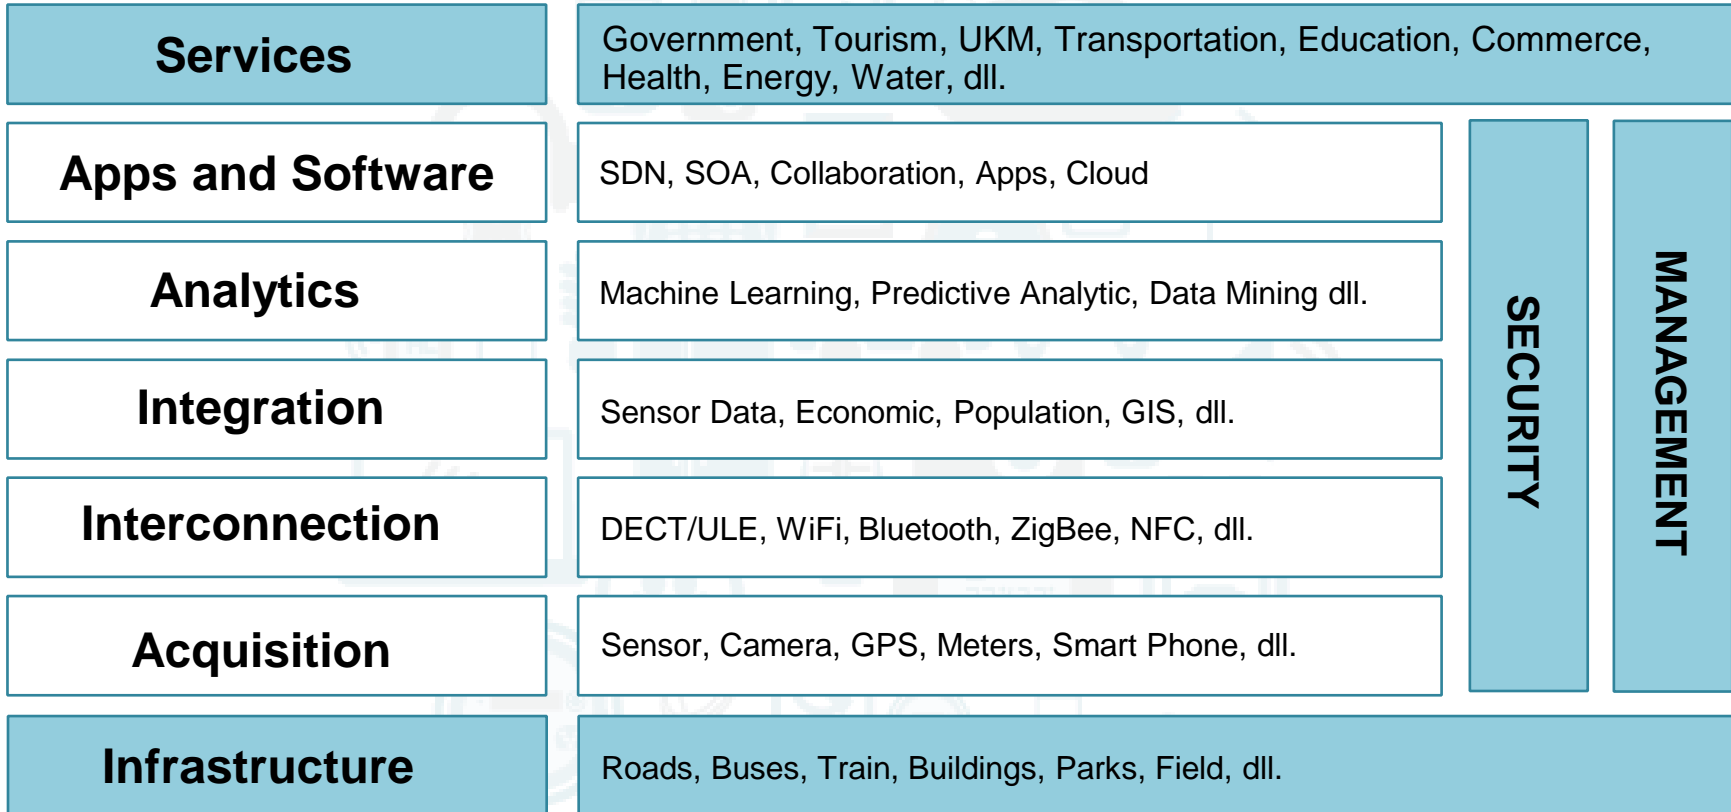 Services
Government, Tourism, UKM, Transportation, Education, Commerce,
Health, Energy, Water, dll.
Apps and Software
SDN, SOA, Collaboration, Apps, Cloud
Analytics
Machine Learning, Predictive Analytic, Data Mining dll.
Integration
Sensor Data, Economic, Population, GIS, dll.
Interconnection
DECT/ULE, WiFi, Bluetooth, ZigBee, NFC, dll.
Acquisition
Sensor, Camera, GPS, Meters, Smart Phone, dll.
SECURITY
MANAGEMENT
Infrastructure
Roads, Buses, Train, Buildings, Parks, Field, dll.